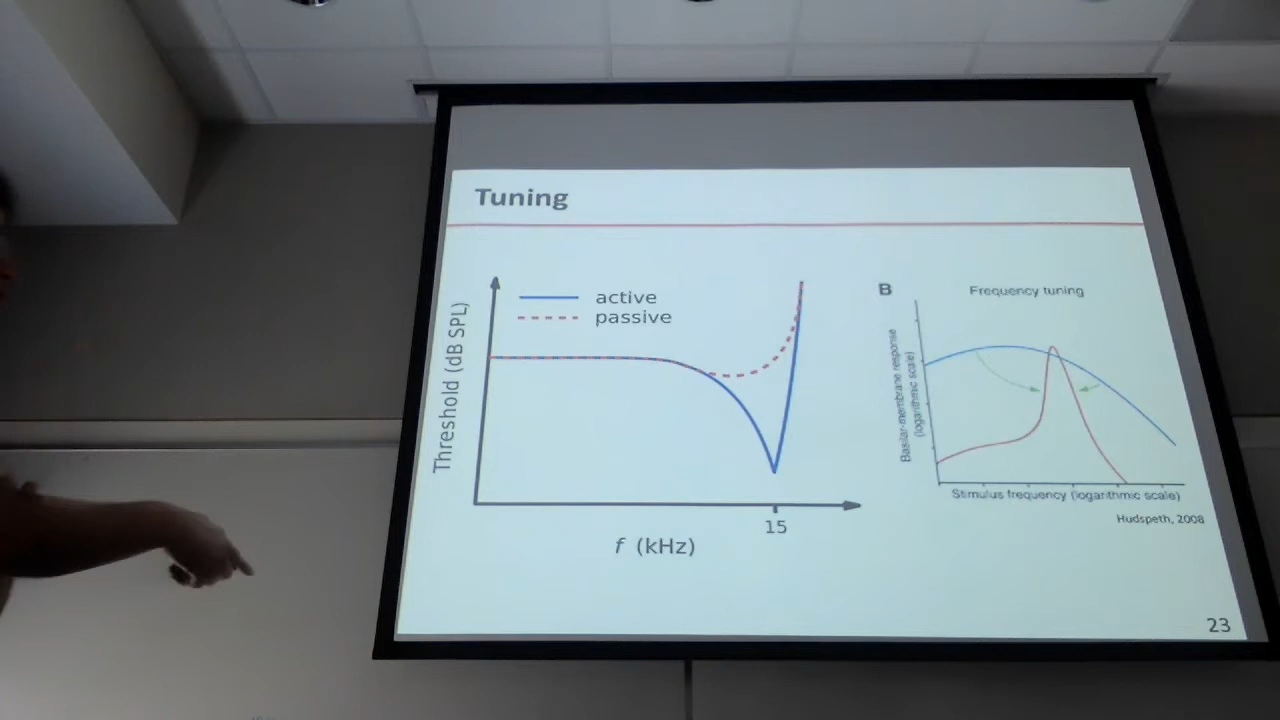 Tuning
Threshold (dB SPL)
active
passive
15
f (kHz)
B
Frequency tuning
Basilar-membrane response
(logarithmic scale)
Stimulus frequency (logarithmic scale)
Hudspeth, 2008
23